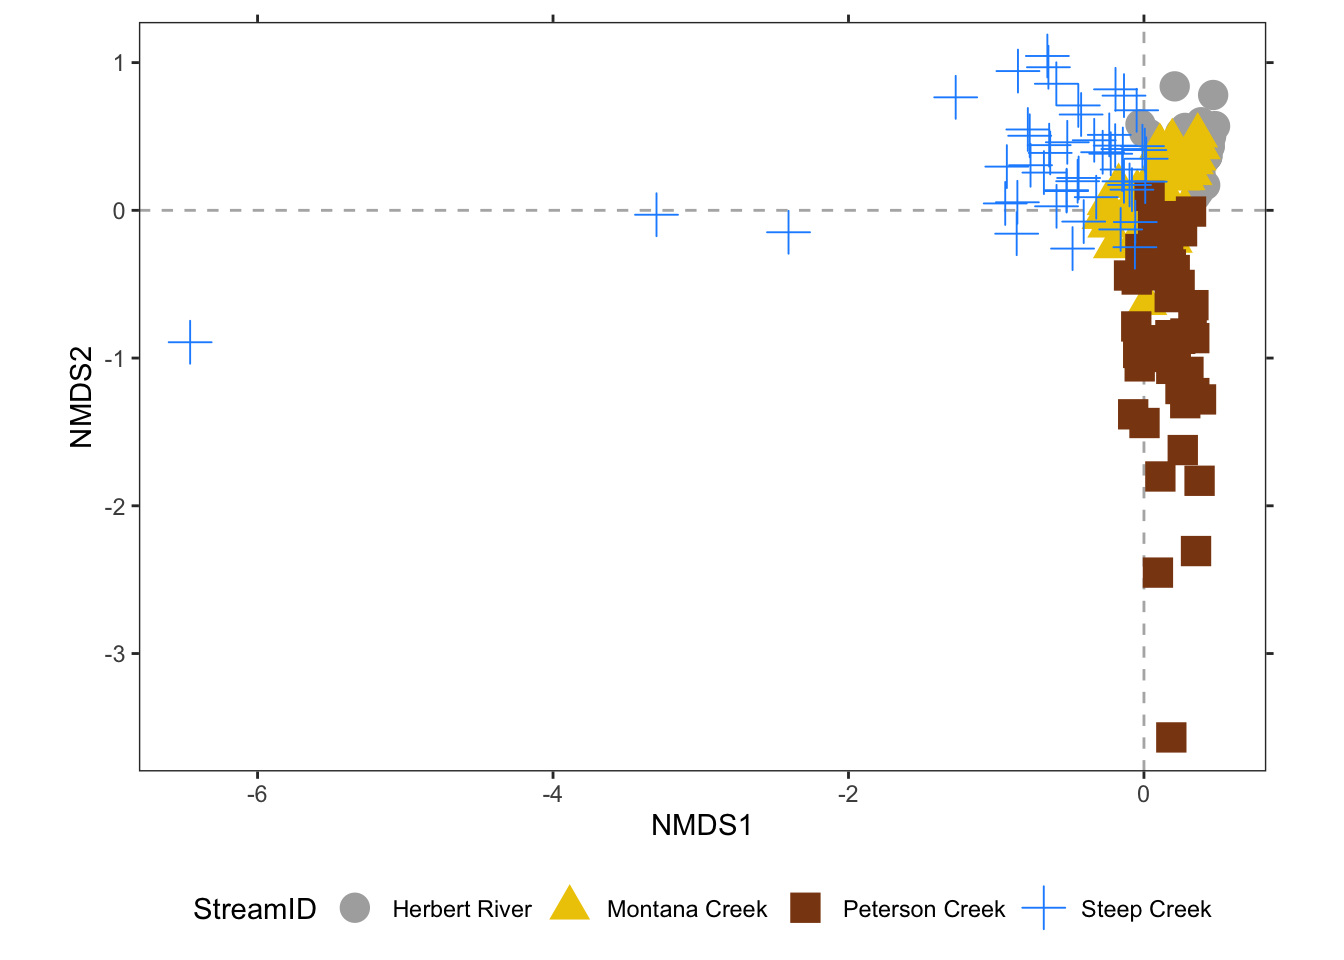 1
0
-1
-2
-3
NMDS2
-6 -4 -2 0
NMDS1
StreamID Herbert River Montana Creek Peterson Creek Steep Creek